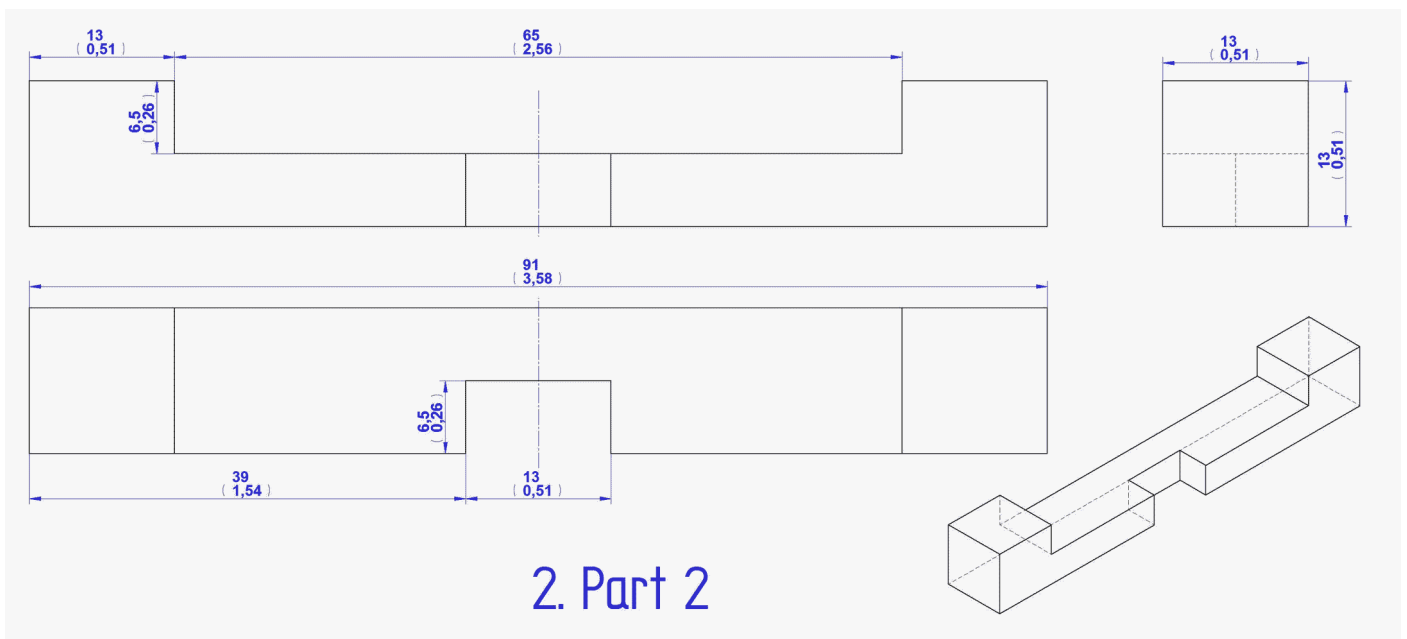 13
( 0,51 )
65
( 2,56 )
13
( 0,51 )
6,5
( 0,26 )
13
( 0,51 )
91
( 3,58 )
6,5
( 0,26 )
39
( 1,54 )
13
( 0,51 )
2. Part 2